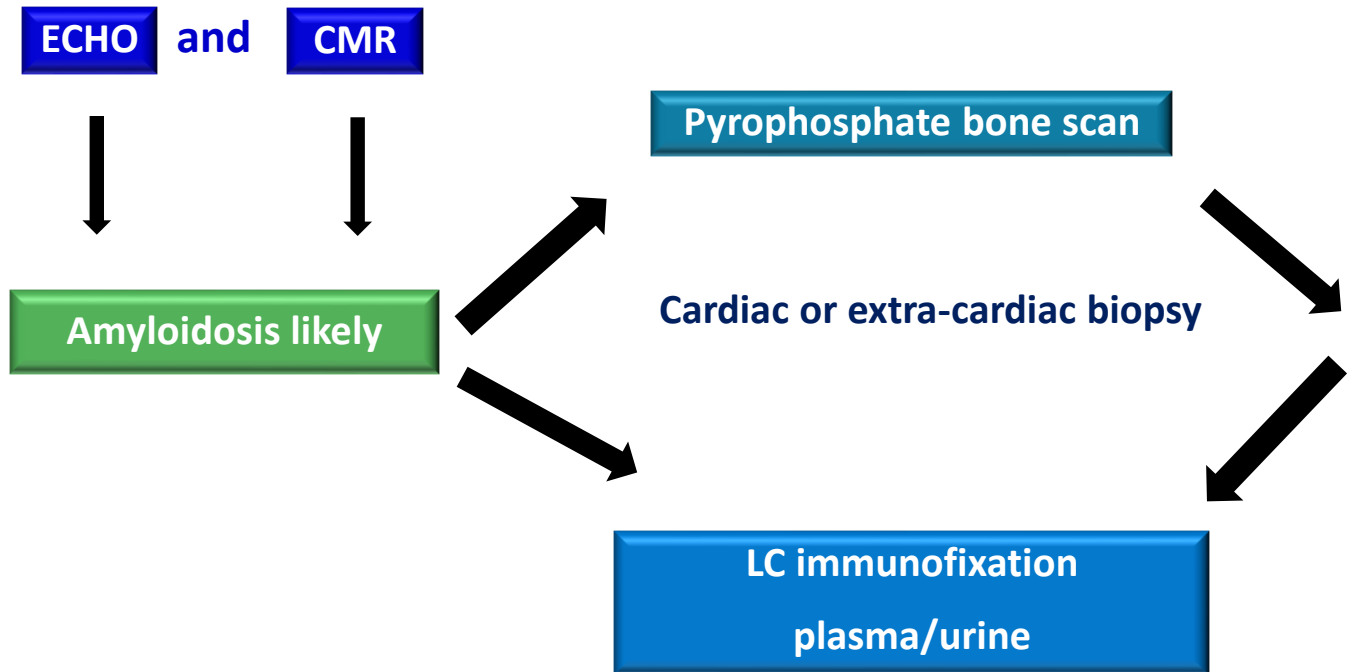 ECHO and CMR
Pyrophosphate bone scan
Amyloidosis likely
Cardiac or extra-cardiac biopsy
LC immunofixation
plasma/urine